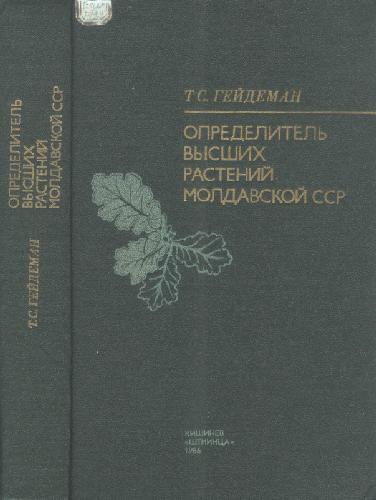 Т. С. ГЕЙДЕМАН
ОПРЕДЕЛИТЕЛЬ
ВЫСШИХ
РАСТЕНИЙ
МОЛДАВСКОЙ ССР
КИШИНЕВ
«ШТИИНЦА»
1986
ОПРЕДЕЛИТЕЛЬ
ВЫСШИХ
РАСТЕНИЙ
МОЛДАВСКОЙ ССР
Т.С. ГЕЙДЕМАН